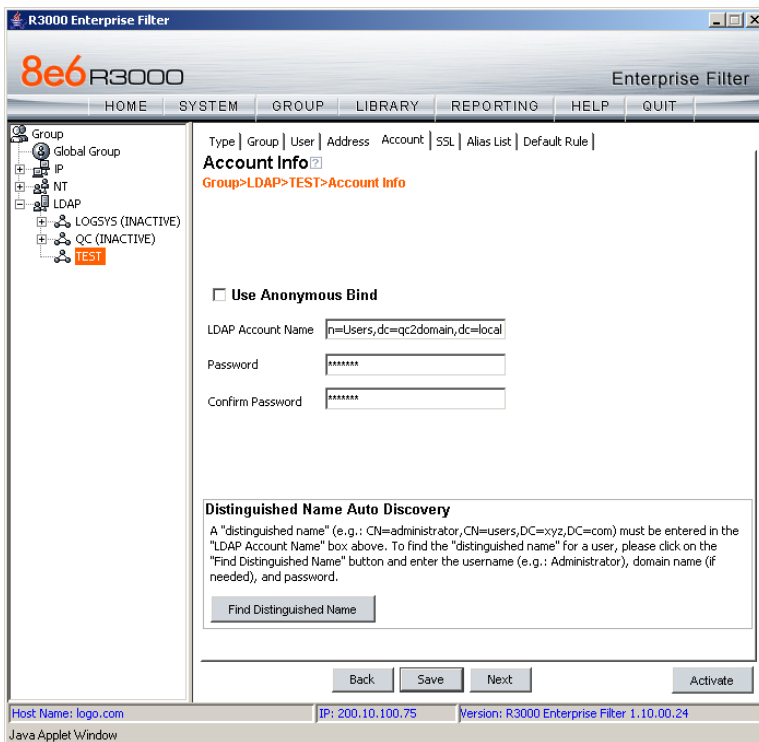 R3000 Enterprise Filter
8e6 R3000
Enterprise Filter
HOME SYSTEM GROUP LIBRARY REPORTING HELP QUIT
Group
Global Group
IP
NT
LDAP
LOGSYS (INACTIVE)
QC (INACTIVE)
TEST
Type | Group | User | Address Account | SSL | Alias List | Default Rule |
Account Info ?
Group>LDAP>TEST>Account Info
Use Anonymous Bind
LDAP Account Name n=Users,dc=qc2domain,dc=local
Password *******
Confirm Password *******
Distinguished Name Auto Discovery
A "distinguished name" (e.g.: CN=administrator,CN=users,DC=xyz,DC=com) must be entered in the
"LDAP Account Name" box above. To find the "distinguished name" for a user, please click on the
"Find Distinguished Name" button and enter the username (e.g.: Administrator), domain name (if
needed), and password.
Find Distinguished Name
Back Save Next Activate
Host Name: logo.com IP: 200.10.100.75 Version: R3000 Enterprise Filter 1.10.00.24
Java Applet Window